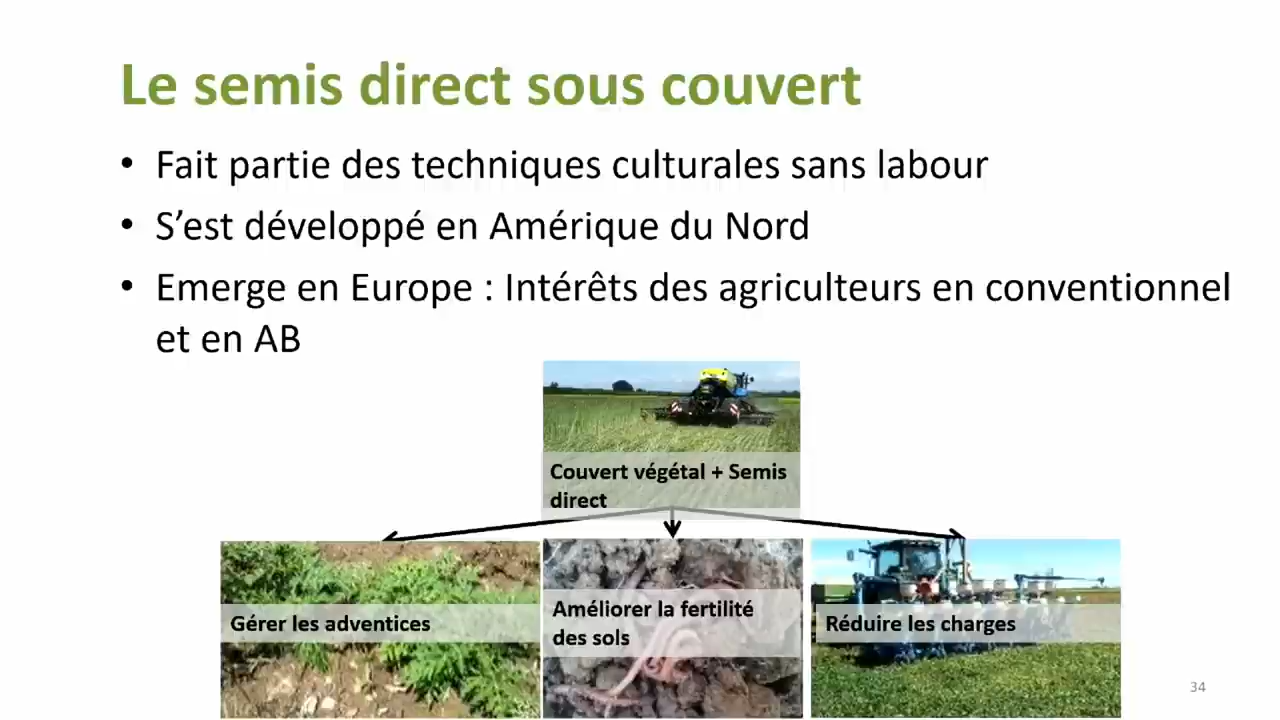 Le semis direct sous couvert
• Fait partie des techniques culturales sans labour
• S’est développé en Amérique du Nord
• Emerge en Europe : Intérêts des agriculteurs en conventionnel
et en AB
Couvert végétal + Semis
direct
Gérer les adventices
Améliorer la fertilité
des sols
Réduire les charges
34